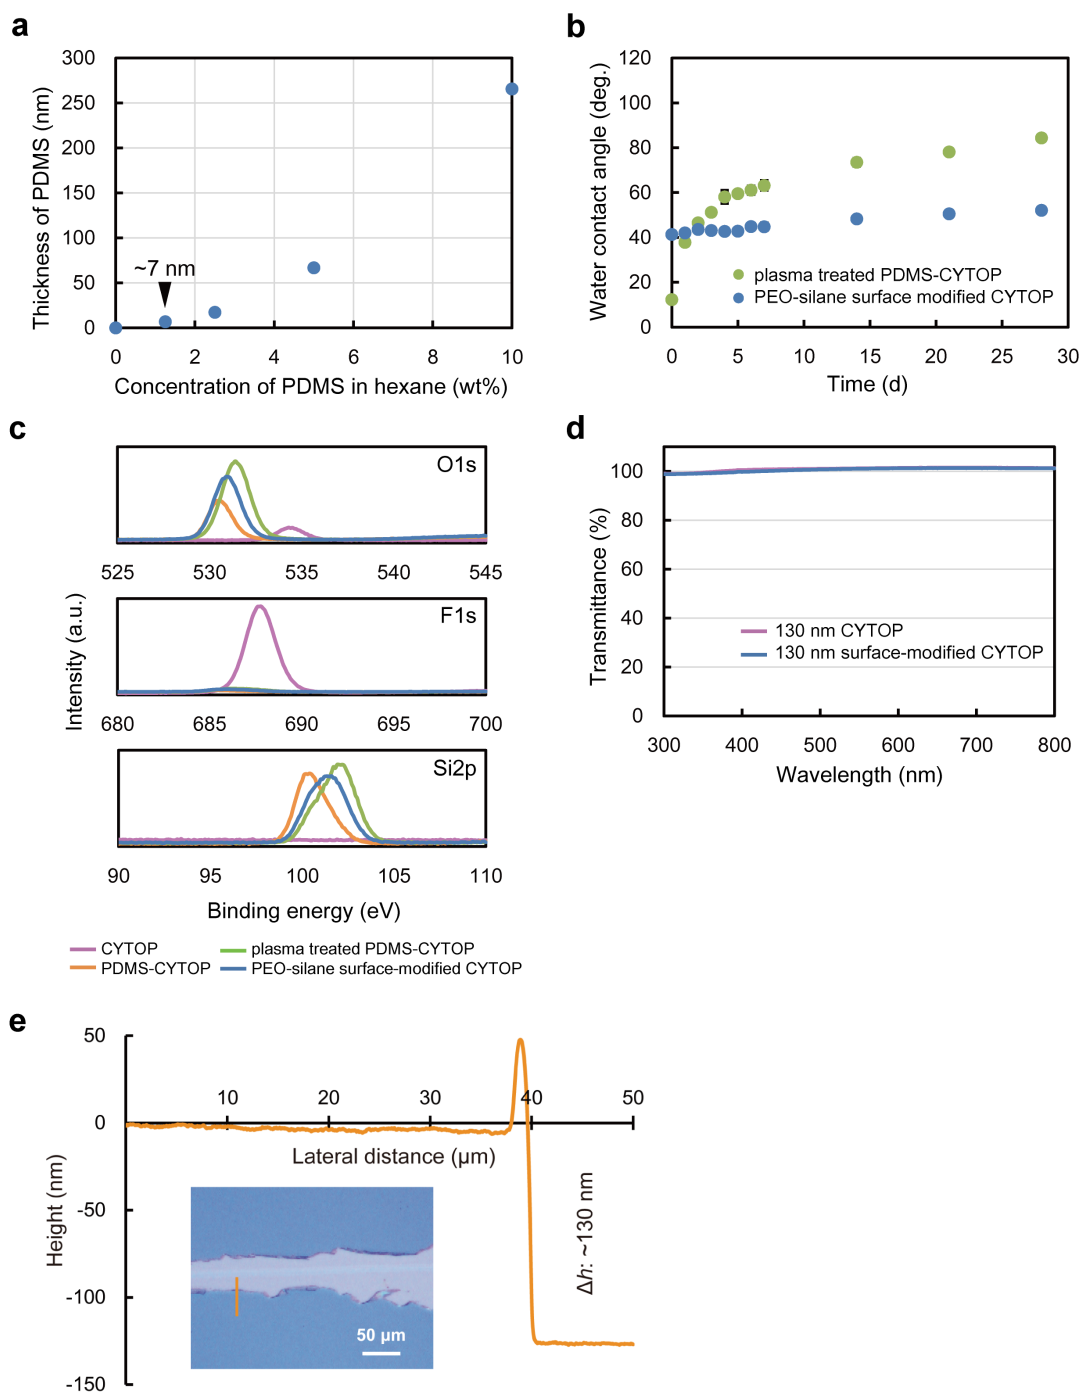 a
300
250
200
150
100
50
0
Thickness of PDMS (nm)
~7 nm
0 2 4 6 8 10
Concentration of PDMS in hexane (wt%)
b
120
100
80
60
40
20
0
Water contact angle (deg.)
plasma treated PDMS-CYTOP
PEO-silane surface modified CYTOP
0 5 10 15 20 25 30
Time (d)
c
O1s
525 530 535 540 545
F1s
680 685 690 695 700
Si2p
90 95 100 105 110
Intensity (a.u.)
Binding energy (eV)
CYTOP
plasma treated PDMS-CYTOP
PDMS-CYTOP
PEO-silane surface-modified CYTOP
d
100
80
60
40
20
0
Transmittance (%)
130 nm CYTOP
130 nm surface-modified CYTOP
300 400 500 600 700 800
Wavelength (nm)
e
50
0
-50
-100
-150
Height (nm)
10 20 30 40 50
Lateral distance (μm)
Δh: ~130 nm
50 μm